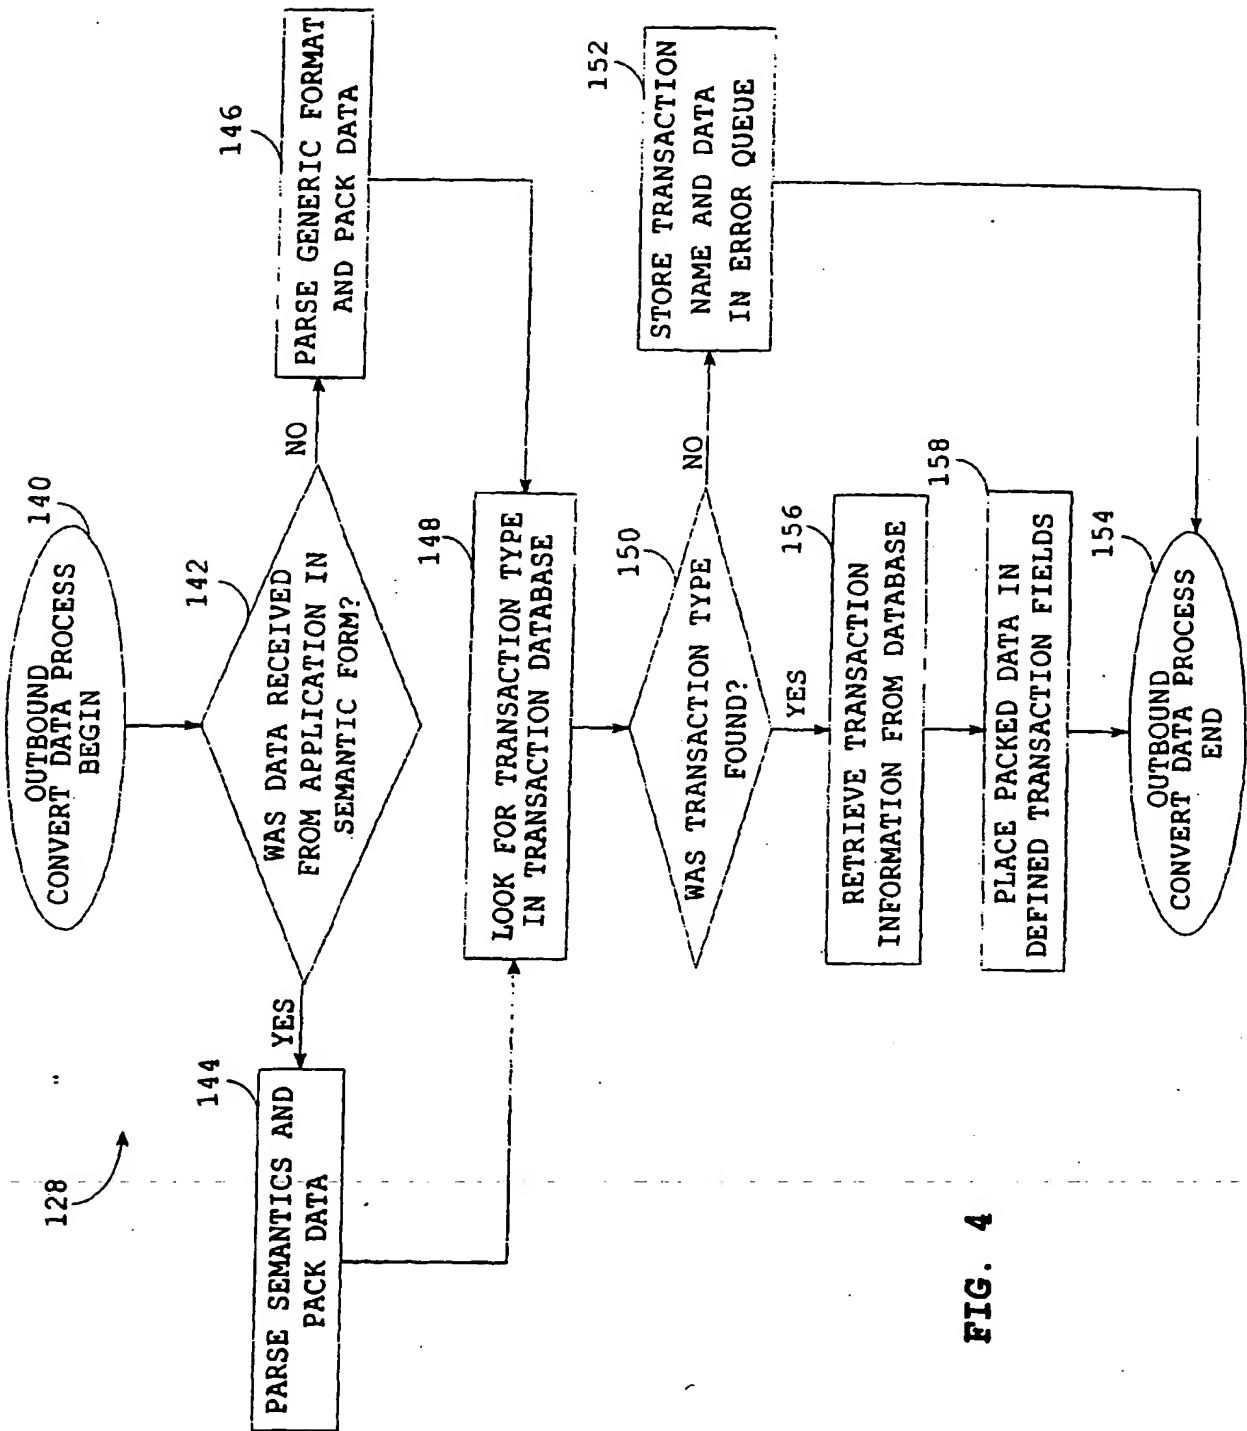 128
OUTBOUND
CONVERT DATA PROCESS
BEGIN
140
142
WAS DATA RECEIVED
FROM APPLICATION IN
SEMANTIC FORM?
YES
NO
144
PARSE SEMANTICS AND
PACK DATA
146
PARSE GENERIC FORMAT
AND PACK DATA
148
LOOK FOR TRANSACTION TYPE
IN TRANSACTION DATABASE
150
WAS TRANSACTION TYPE
FOUND?
NO
YES
152
STORE TRANSACTION
NAME AND DATA
IN ERROR QUEUE
156
RETRIEVE TRANSACTION
INFORMATION FROM DATABASE
158
PLACE PACKED DATA IN
DEFINED TRANSACTION FIELDS
154
OUTBOUND
CONVERT DATA PROCESS
END
FIG. 4